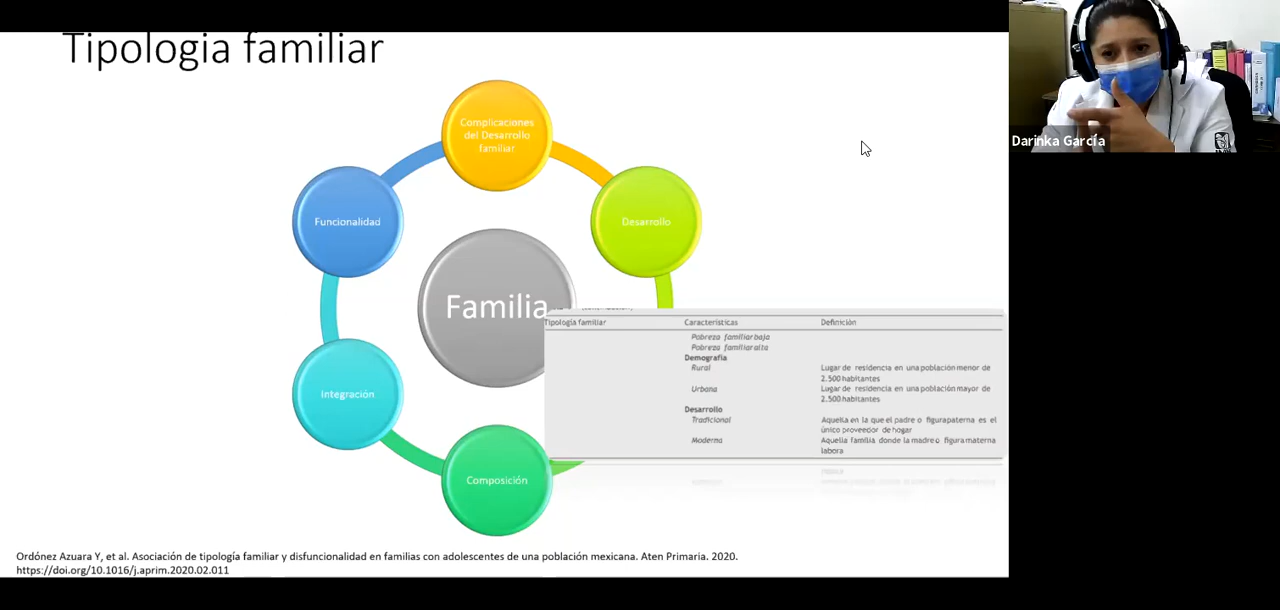 Tipologia familiar
Darinka García
Complicaciones
del Desarrollo
familiar
Funcionalidad
Desarrollo
Familia
Integración
Composición
Tipología familiar Características Definición
Pobreza familiar baja
Pobreza familiar alta
Demografía
Rural Lugar de residencia en una población menor de
2.500 habitantes
Urbana Lugar de residencia en una población mayor de
2.500 habitantes
Desarrollo
Tradicional Aquella en la que el padre o figura paterna es el
único proveedor de hogar
Moderna Aquella familia donde la madre o figura materna
labora
Ordónez Azuara Y, et al. Asociación de tipología familiar y disfuncionalidad en familias con adolescentes de una población mexicana. Aten Primaria. 2020.
https://doi.org/10.1016/j.aprim.2020.02.011